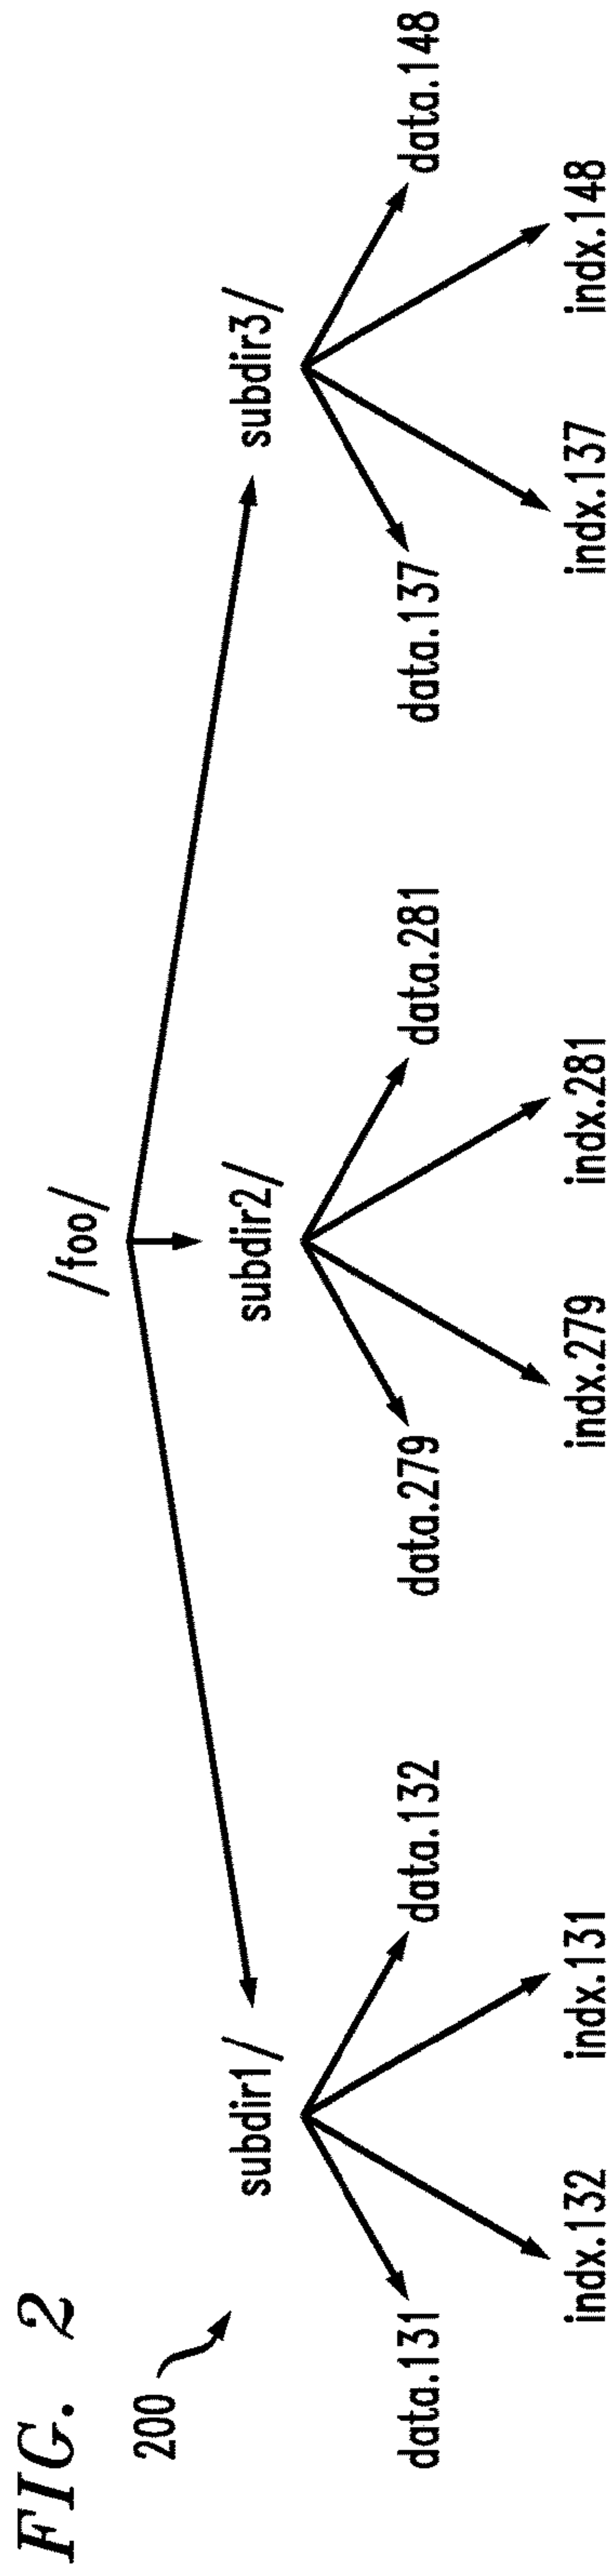 FIG. 2
200
/foo/
subdir1/
subdir2/
subdir3/
data.131
data.132
data.279
data.281
data.137
data.148
indx.132
indx.131
indx.279
indx.281
indx.137
indx.148